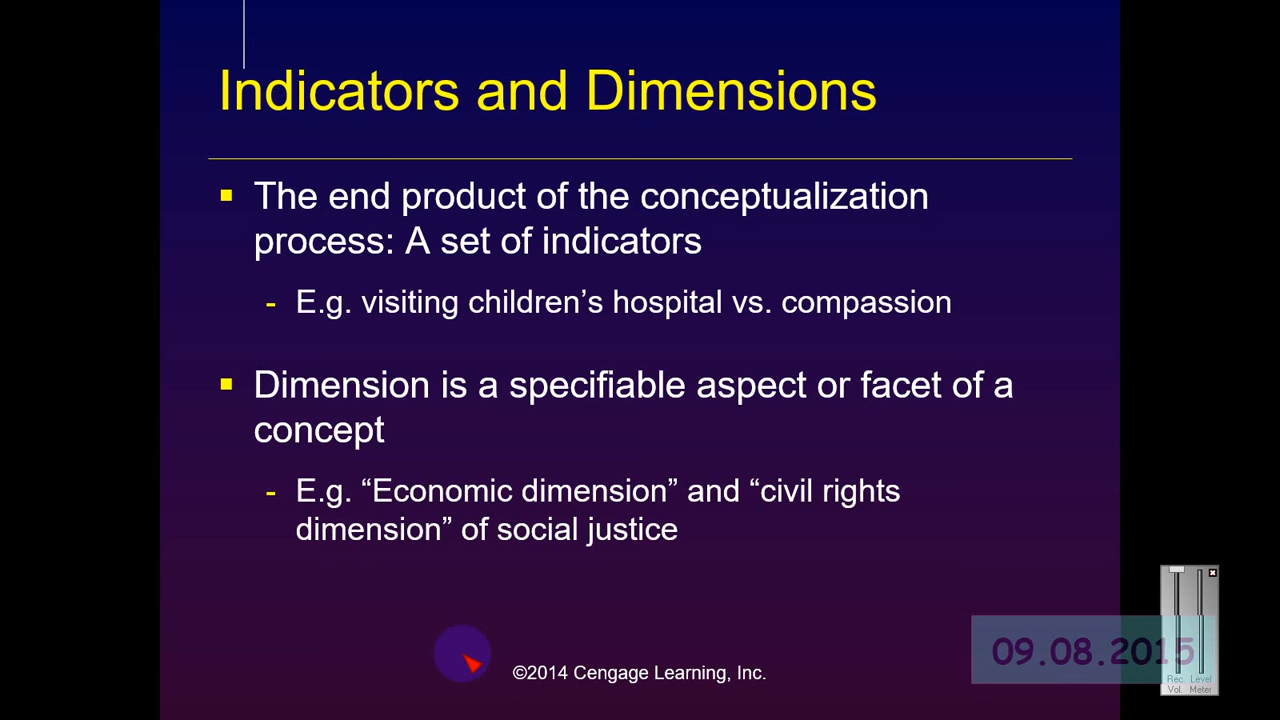 Indicators and Dimensions
The end product of the conceptualization
process: A set of indicators
- E.g. visiting children’s hospital vs. compassion
Dimension is a specifiable aspect or facet of a
concept
- E.g. “Economic dimension” and “civil rights
dimension” of social justice
©2014 Cengage Learning, Inc.
09.08.2015
Rec Level
Vol. Meter